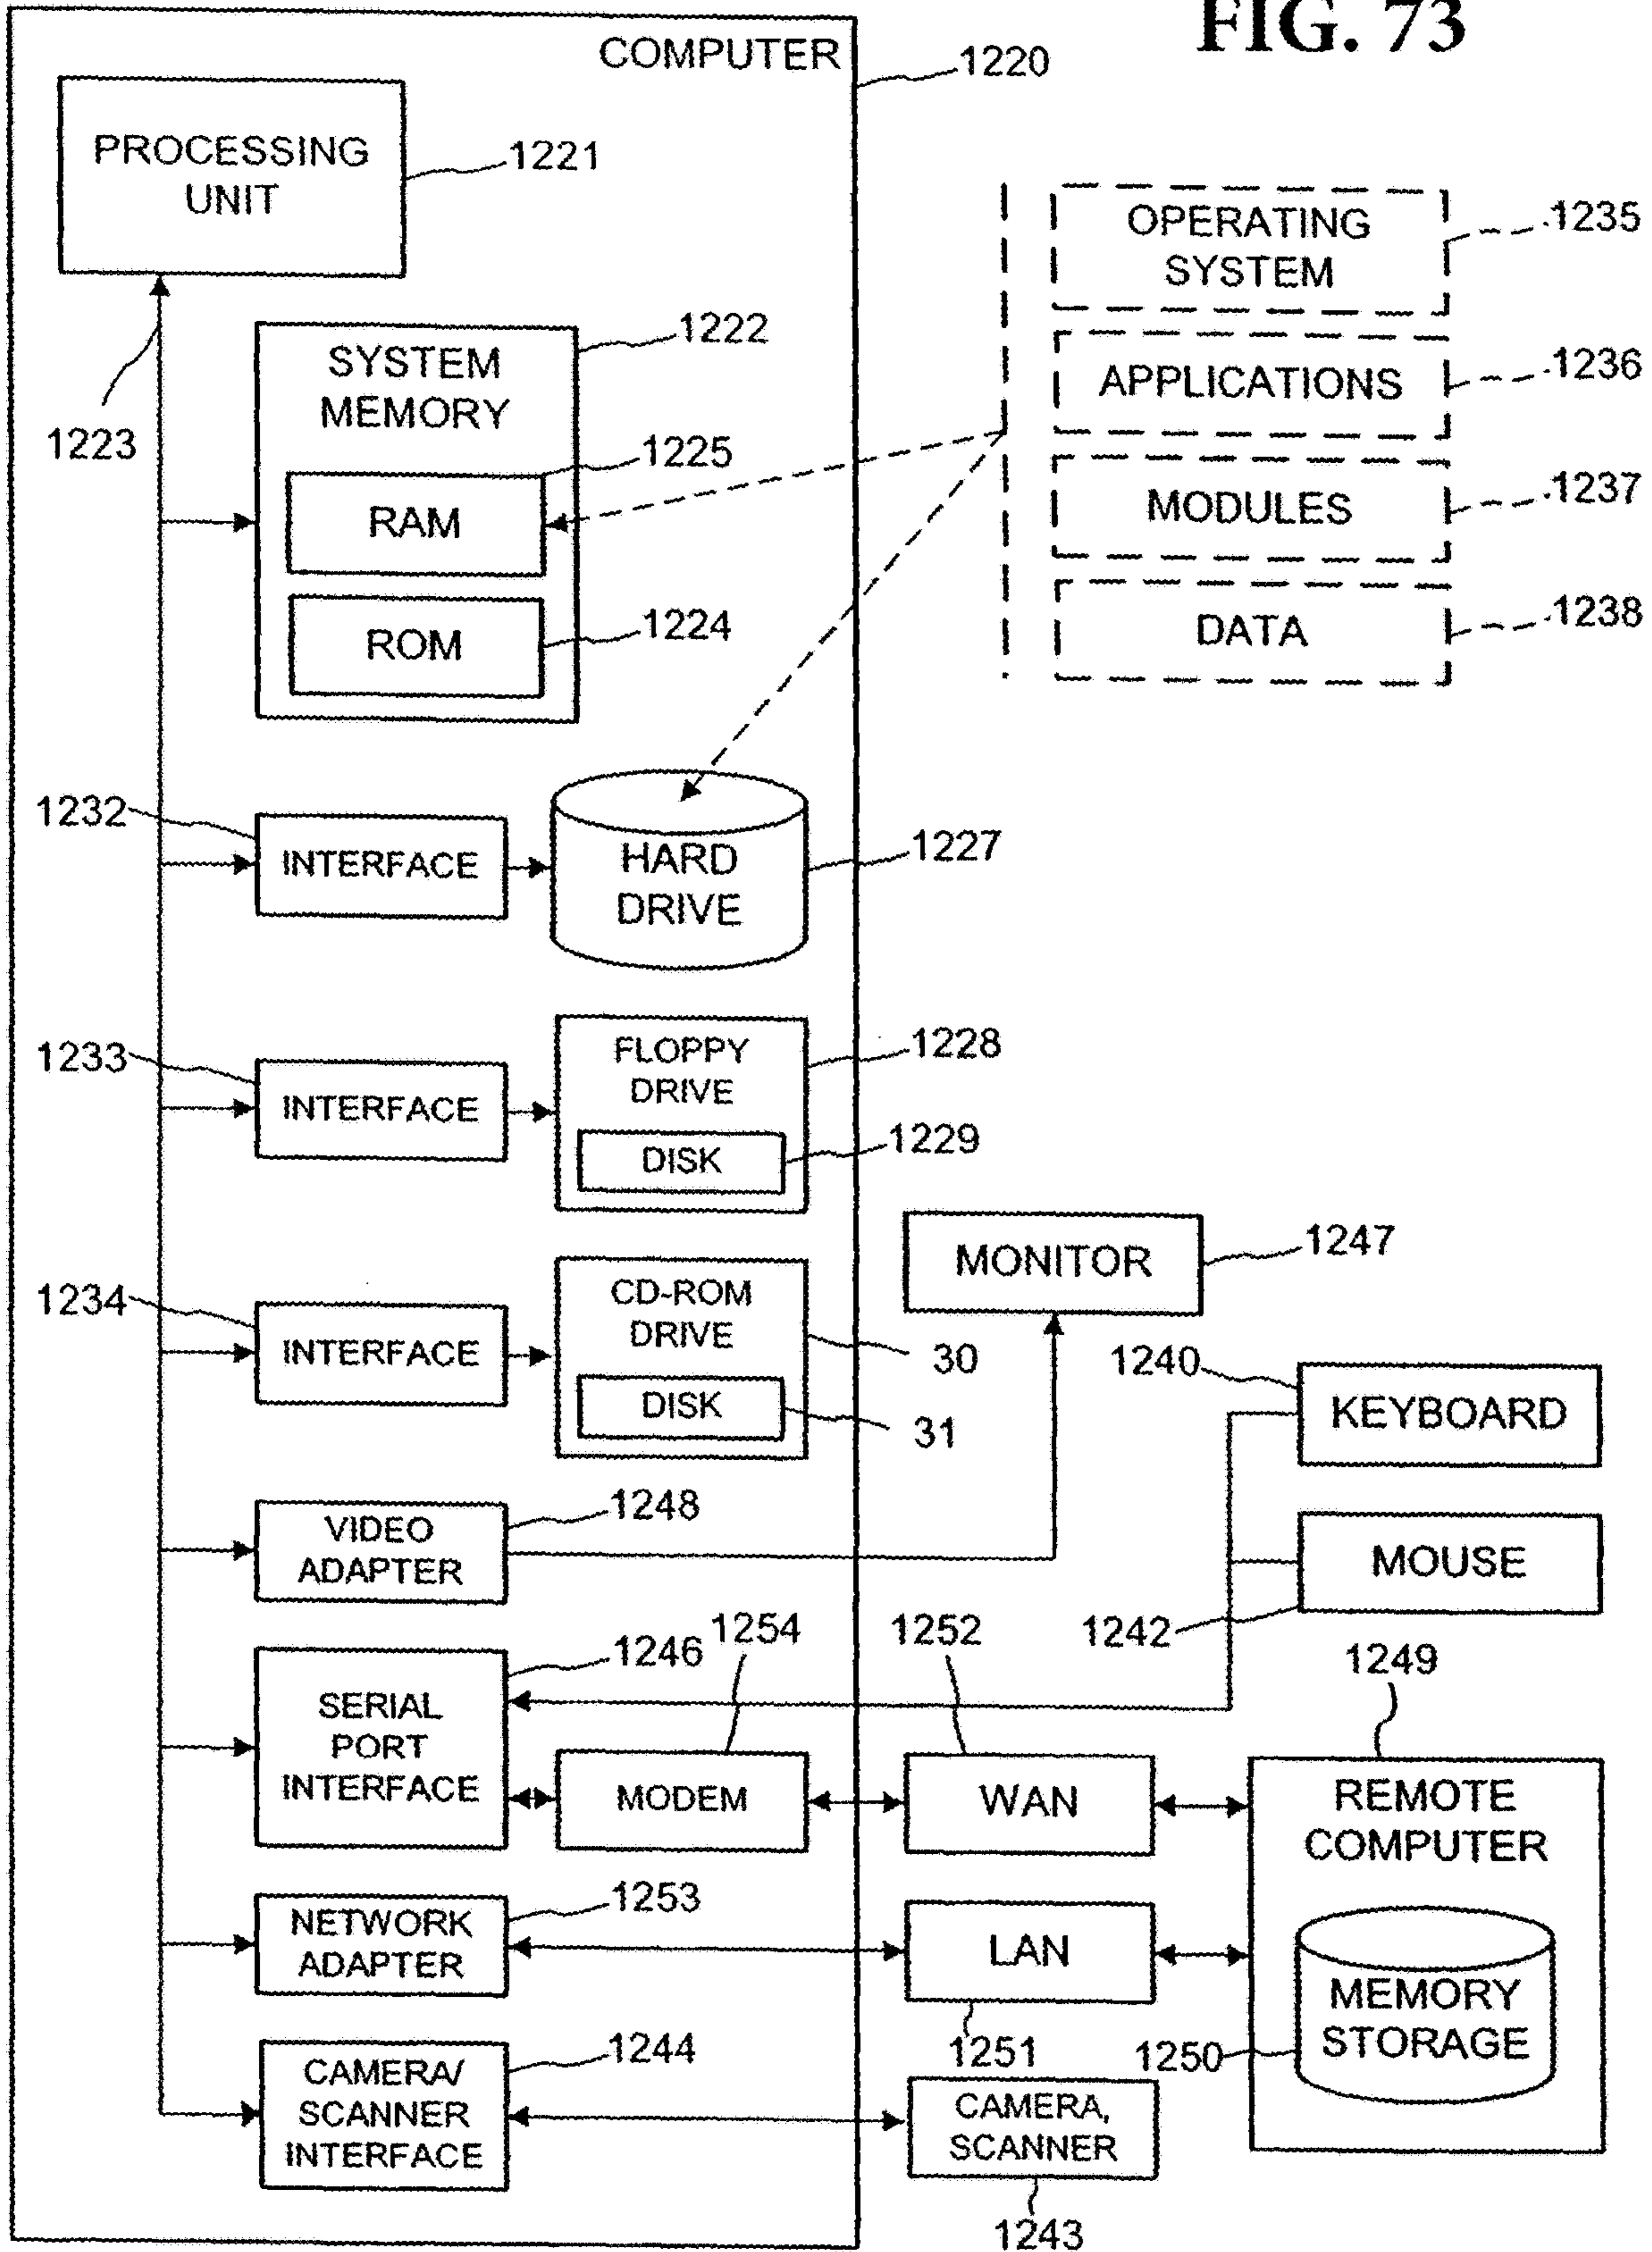 FIG. 73
COMPUTER
1220
PROCESSING
UNIT
1221
1223
SYSTEM
MEMORY
1222
RAM
1225
ROM
1224
OPERATING
SYSTEM
1235
APPLICATIONS
1236
MODULES
1237
DATA
1238
1232
INTERFACE
HARD
DRIVE
1227
1233
INTERFACE
FLOPPY
DRIVE
1228
DISK
1229
1234
INTERFACE
CD-ROM
DRIVE
30
DISK
31
MONITOR
1247
1240
KEYBOARD
MOUSE
1242
VIDEO
ADAPTER
1248
SERIAL
PORT
INTERFACE
1246
1254
MODEM
1252
WAN
1249
REMOTE
COMPUTER
MEMORY
STORAGE
1250
NETWORK
ADAPTER
1253
LAN
1251
CAMERA/
SCANNER
INTERFACE
1244
CAMERA,
SCANNER
1243